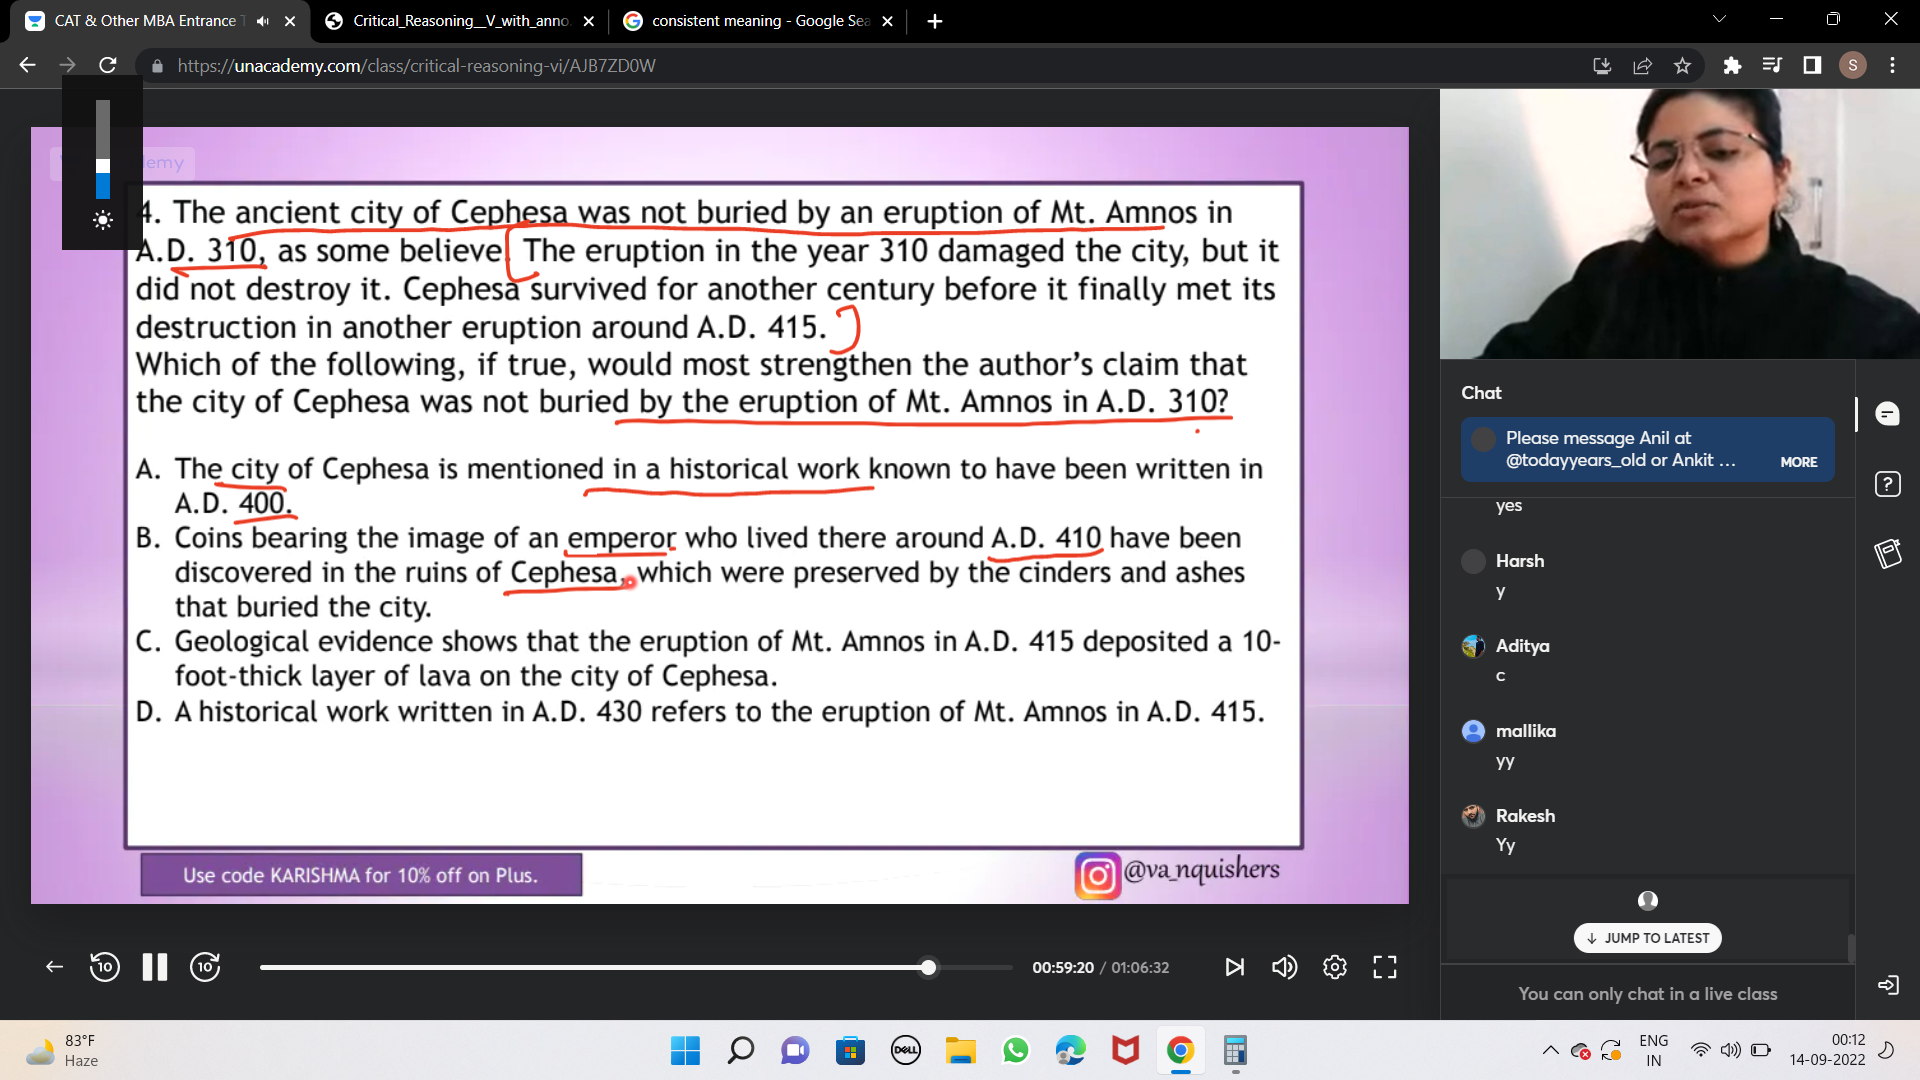 CAT & Other MBA Entrance T
Critical_Reasoning__V_with_anno
consistent meaning - Google Sea
https://unacademy.com/class/critical-reasoning-vi/AJB7ZD0W
S
emy
4. The ancient city of Cephesa was not buried by an eruption of Mt. Amnos in
A.D. 310, as some believe. The eruption in the year 310 damaged the city, but it
did not destroy it. Cephesa survived for another century before it finally met its
destruction in another eruption around A.D. 415.
Which of the following, if true, would most strengthen the author's claim that
the city of Cephesa was not buried by the eruption of Mt. Amnos in A.D. 310?
A. The city of Cephesa is mentioned in a historical work known to have been written in
A.D. 400.
B. Coins bearing the image of an emperor who lived there around A.D. 410 have been
discovered in the ruins of Cephesa, which were preserved by the cinders and ashes
that buried the city.
C. Geological evidence shows that the eruption of Mt. Amnos in A.D. 415 deposited a 10-
foot-thick layer of lava on the city of Cephesa.
D. A historical work written in A.D. 430 refers to the eruption of Mt. Amnos in A.D. 415.
Use code KARISHMA for 10% off on Plus.
@va_nquishers
10
10
00:59:20 / 01:06:32
Chat
Please message Anil at
@todayyears_old or Ankit ...
MORE
yes
Harsh
y
Aditya
c
mallika
yy
Rakesh
Yy
JUMP TO LATEST
You can only chat in a live class
83°F
Haze
DELL
ENG
IN
00:12
14-09-2022